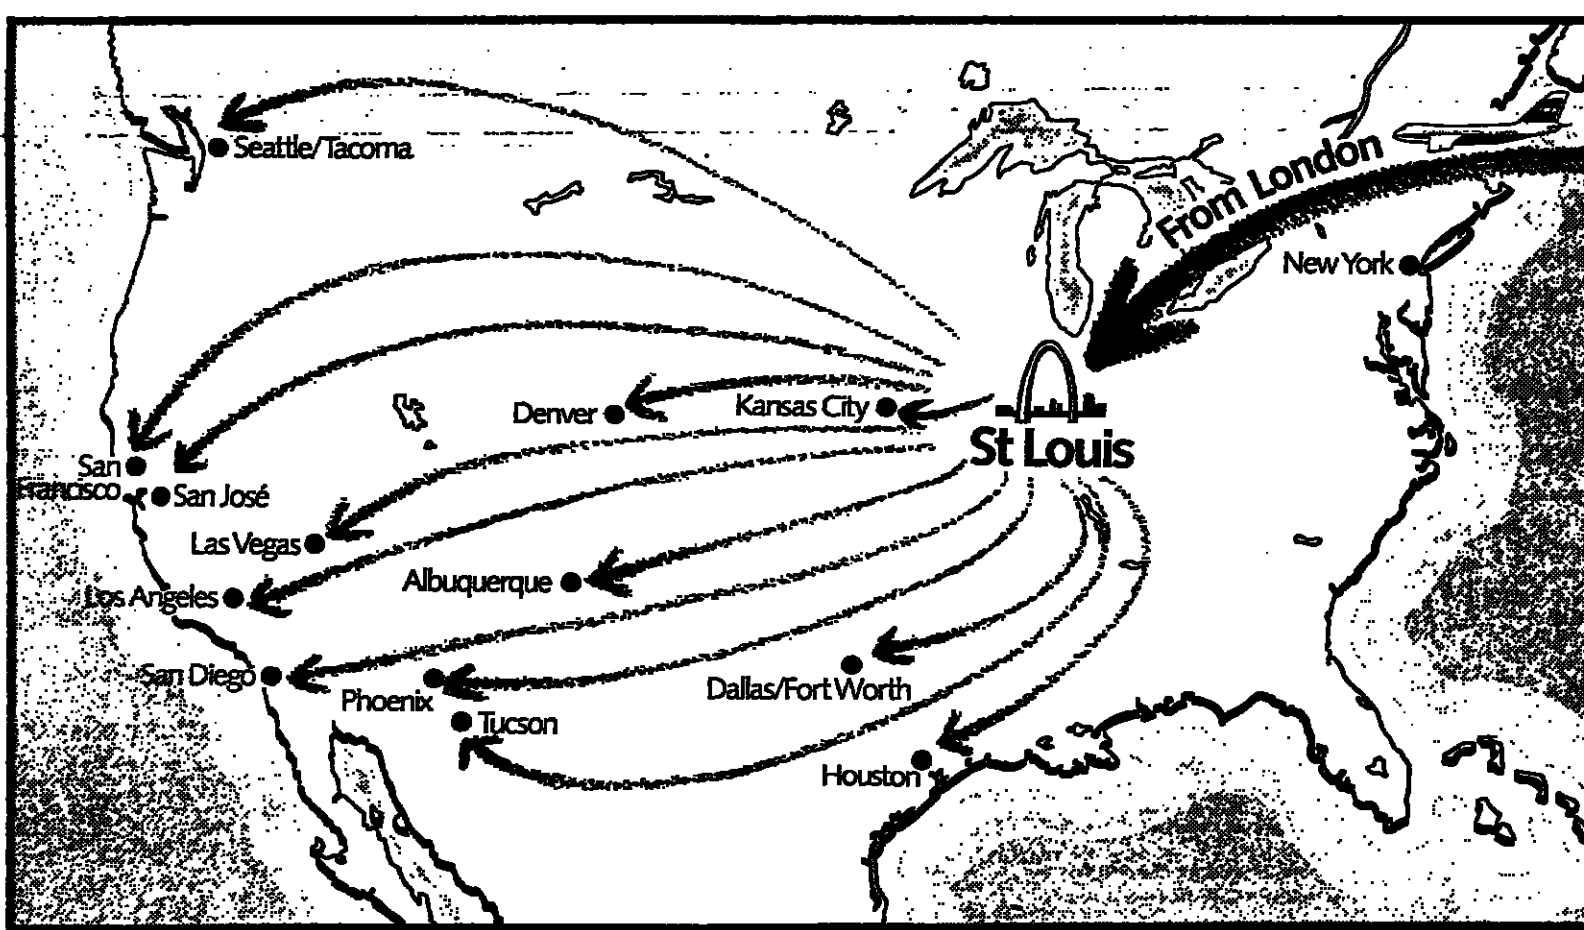 Seattle/Tacoma
From London
New York
Denver
Kansas City
St Louis
San
Francisco
San José
Las Vegas
Los Angeles
Albuquerque
San Diego
Phoenix
Tucson
Dallas/Fort Worth
Houston